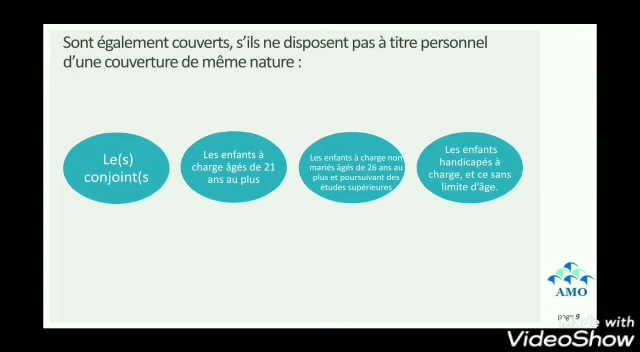 Sont également couverts, s'ils ne disposent pas à titre personnel
d'une couverture de même nature :
Le(s)
conjoint(s
Les enfants à
charge âgés de 21
ans au plus
Les enfants à charge non
mariés âgés de 26 ans au
plus et poursuivant des
études supérieures
Les enfants
handicapés à
charge, et ce sans
limite d'âge.
AMO
page 9
Made with
VideoShow